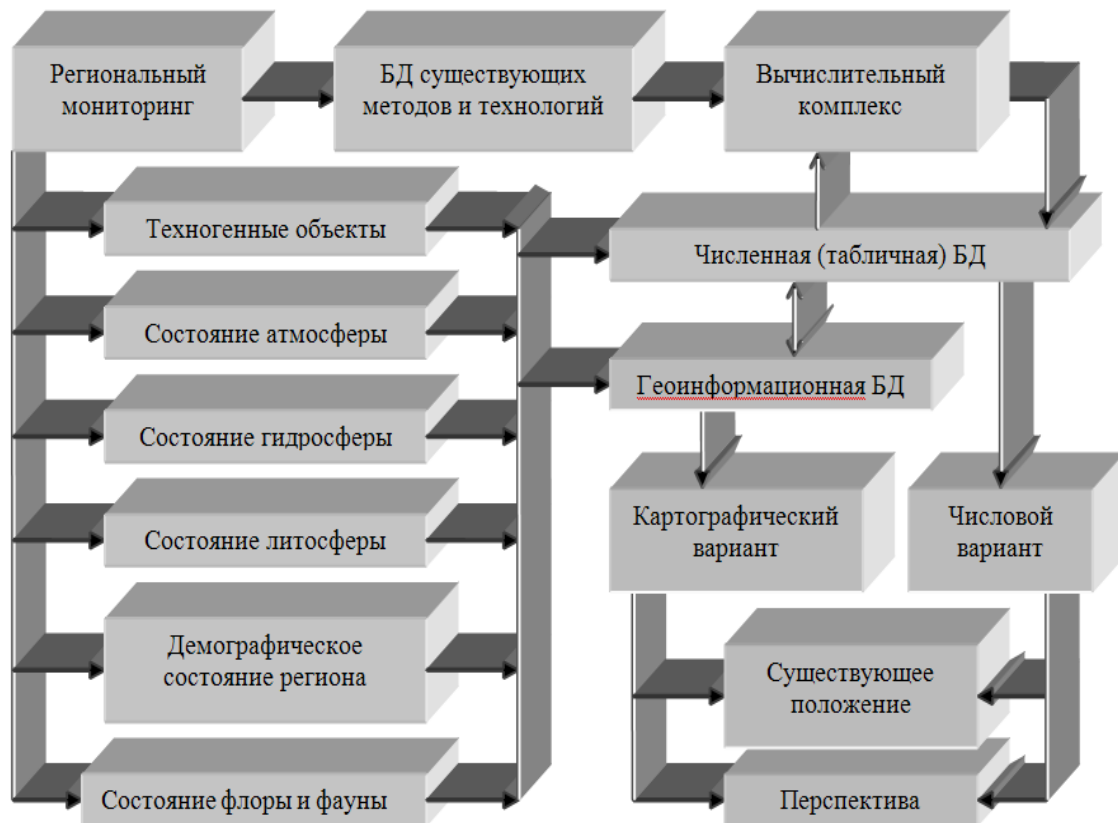 Региональный
мониторинг
БД существующих
методов и технологий
Вычислительный
комплекс
Техногенные объекты
Численная (табличная) БД
Состояние атмосферы
Геоинформационная БД
Состояние гидросферы
Состояние литосферы
Картографический
вариант
Числовой
вариант
Демографическое
состояние региона
Существующее
положение
Состояние флоры и фауны
Перспектива